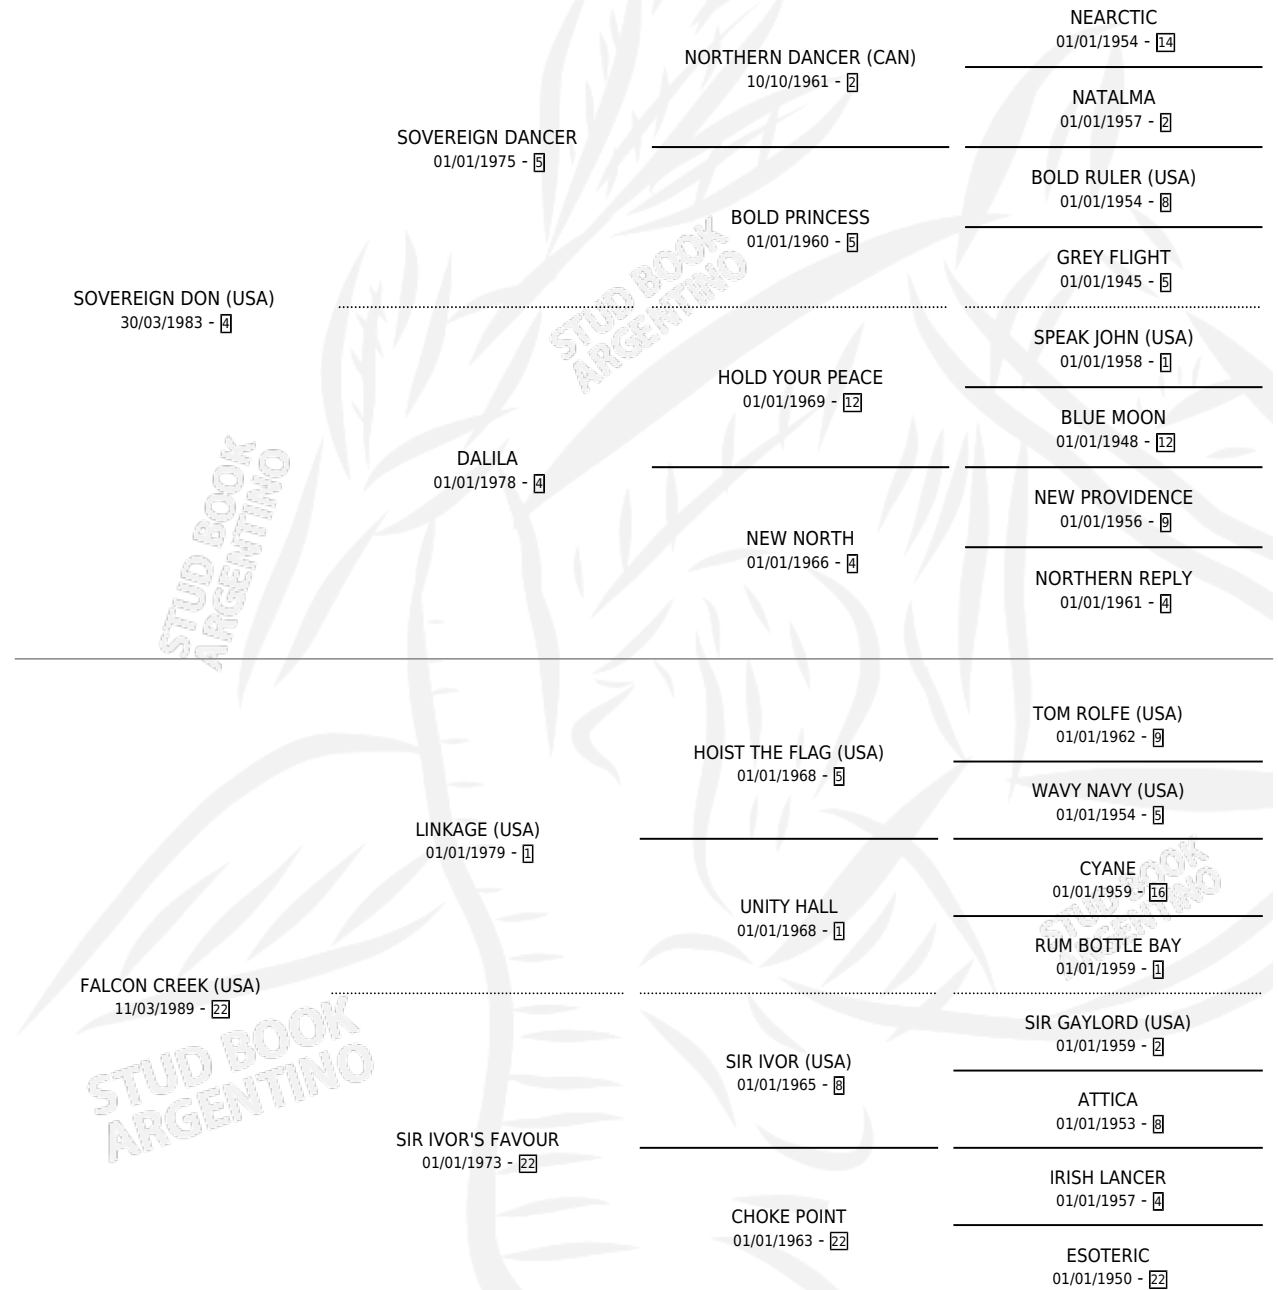 NEARCTIC
01/01/1954 - 14
NORTHERN DANCER (CAN)
10/10/1961 - 2
NATALMA
01/01/1957 - 2
SOVEREIGN DANCER
01/01/1975 - 5
BOLD RULER (USA)
01/01/1954 - 8
BOLD PRINCESS
01/01/1960 - 5
GREY FLIGHT
01/01/1945 - 5
SOVEREIGN DON (USA)
30/03/1983 - 4
STUD BOOK
ARGENTINO
SPEAK JOHN (USA)
01/01/1958 - 1
HOLD YOUR PEACE
01/01/1969 - 12
BLUE MOON
01/01/1948 - 12
DALILA
01/01/1978 - 4
NEW PROVIDENCE
01/01/1956 - 9
NEW NORTH
01/01/1966 - 4
NORTHERN REPLY
01/01/1961 - 4
STUD BOOK
ARGENTINO
TOM ROLFE (USA)
01/01/1962 - 9
HOIST THE FLAG (USA)
01/01/1968 - 5
WAVY NAVY (USA)
01/01/1954 - 5
LINKAGE (USA)
01/01/1979 - 1
CYANE
01/01/1959 - 16
UNITY HALL
01/01/1968 - 1
STUD BOOK
ARGENTINO
RUM BOTTLE BAY
01/01/1959 - 1
FALCON CREEK (USA)
11/03/1989 - 22
SIR GAYLORD (USA)
01/01/1959 - 2
STUD BOOK
ARGENTINO
SIR IVOR (USA)
01/01/1965 - 8
ATTICA
01/01/1953 - 8
SIR IVOR'S FAVOUR
01/01/1973 - 22
IRISH LANCER
01/01/1957 - 4
CHOKE POINT
01/01/1963 - 22
ESOTERIC
01/01/1950 - 22